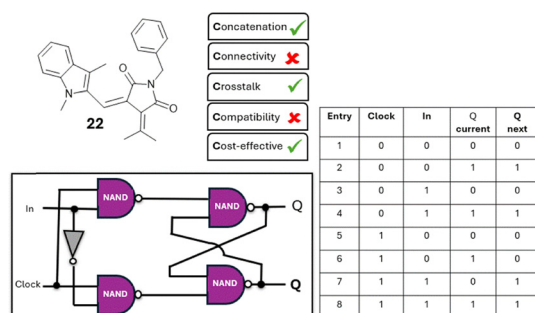 N
N
O
N
O
22
Concatenation
Connectivity
Crosstalk
Compatibility
Cost-effective
Entry Clock In Q current Q next
1 0 0 0 0
2 0 0 1 1
3 0 1 0 0
4 0 1 1 1
5 1 0 0 0
6 1 0 1 0
7 1 1 0 1
8 1 1 1 1
In
NAND
NAND
Q
Clock
NAND
NAND
Q